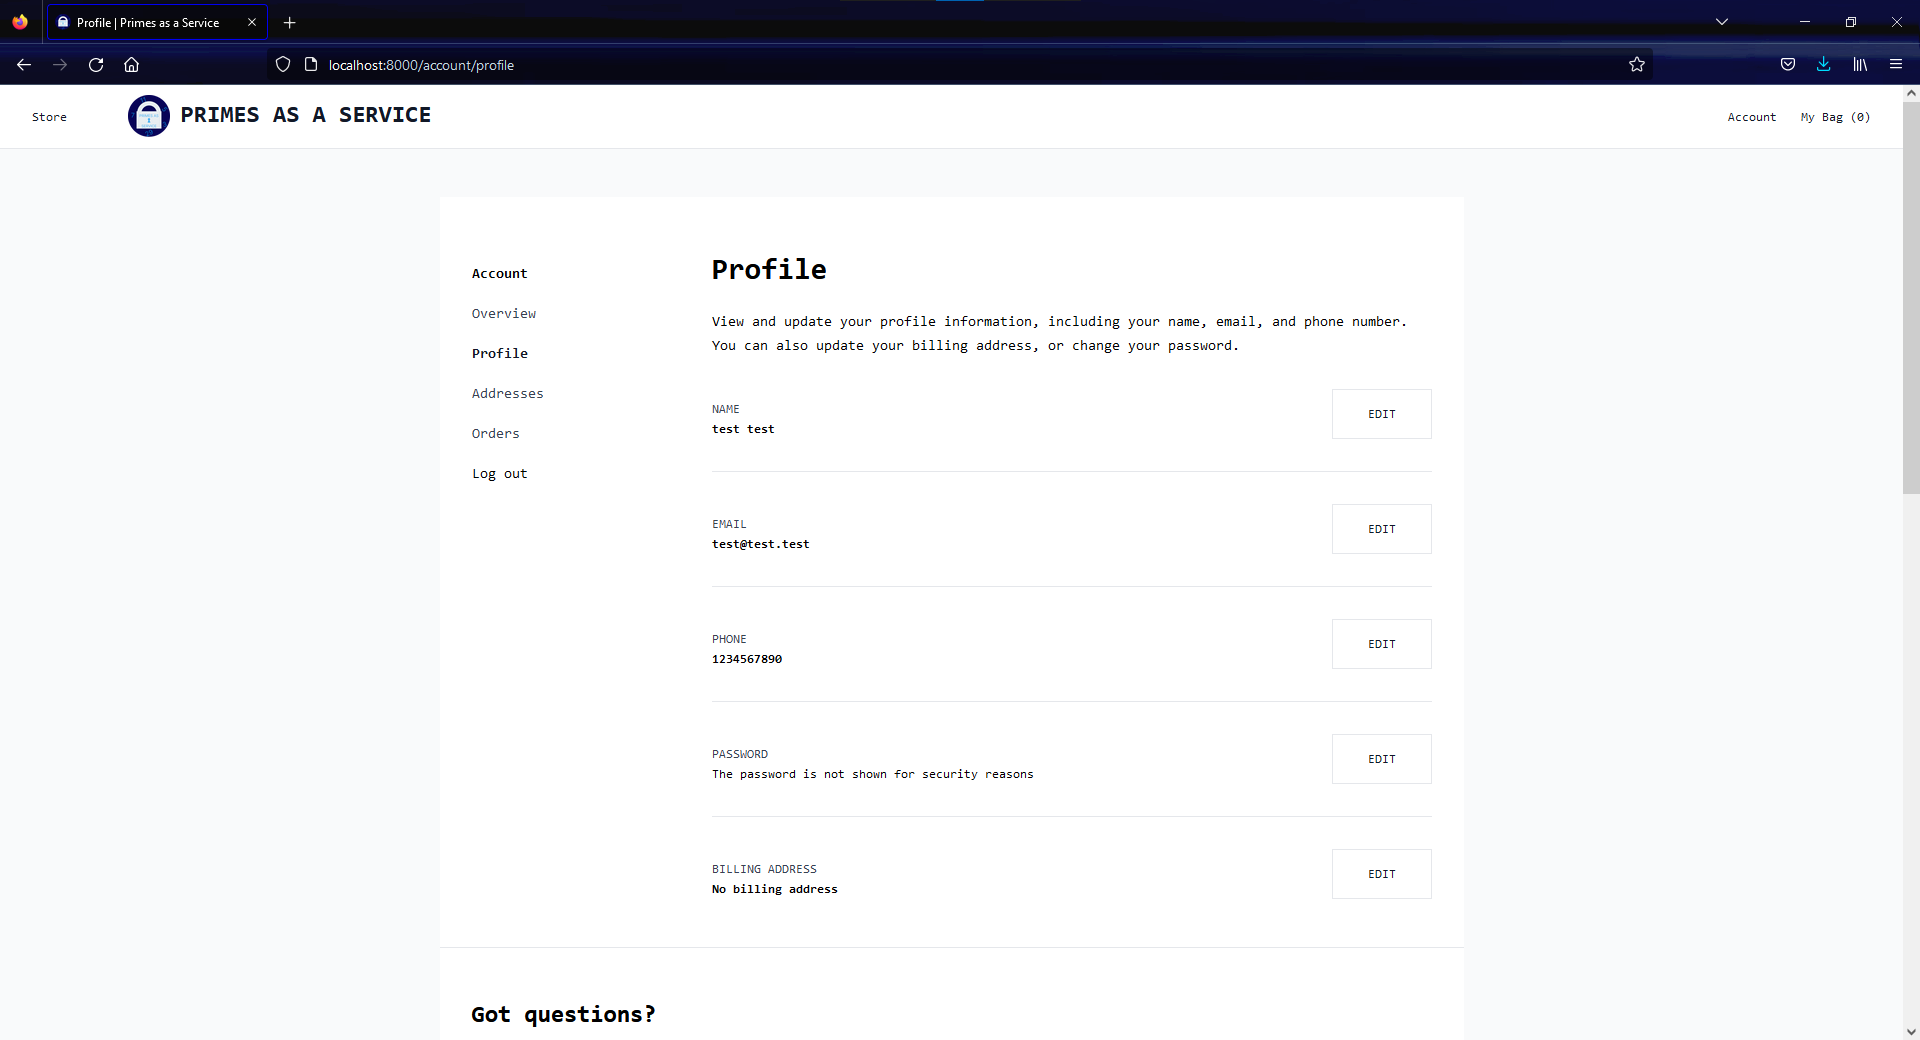 Profile | Primes as a Service
localhost:8000/account/profile
Store
PRIMES AS A SERVICE
Account
My Bag (0)
Account
Overview
Profile
Addresses
Orders
Log out
Profile
View and update your profile information, including your name, email, and phone number.
You can also update your billing address, or change your password.
NAME
test test
EDIT
EMAIL
test@test.test
EDIT
PHONE
1234567890
EDIT
PASSWORD
The password is not shown for security reasons
EDIT
BILLING ADDRESS
No billing address
EDIT
Got questions?